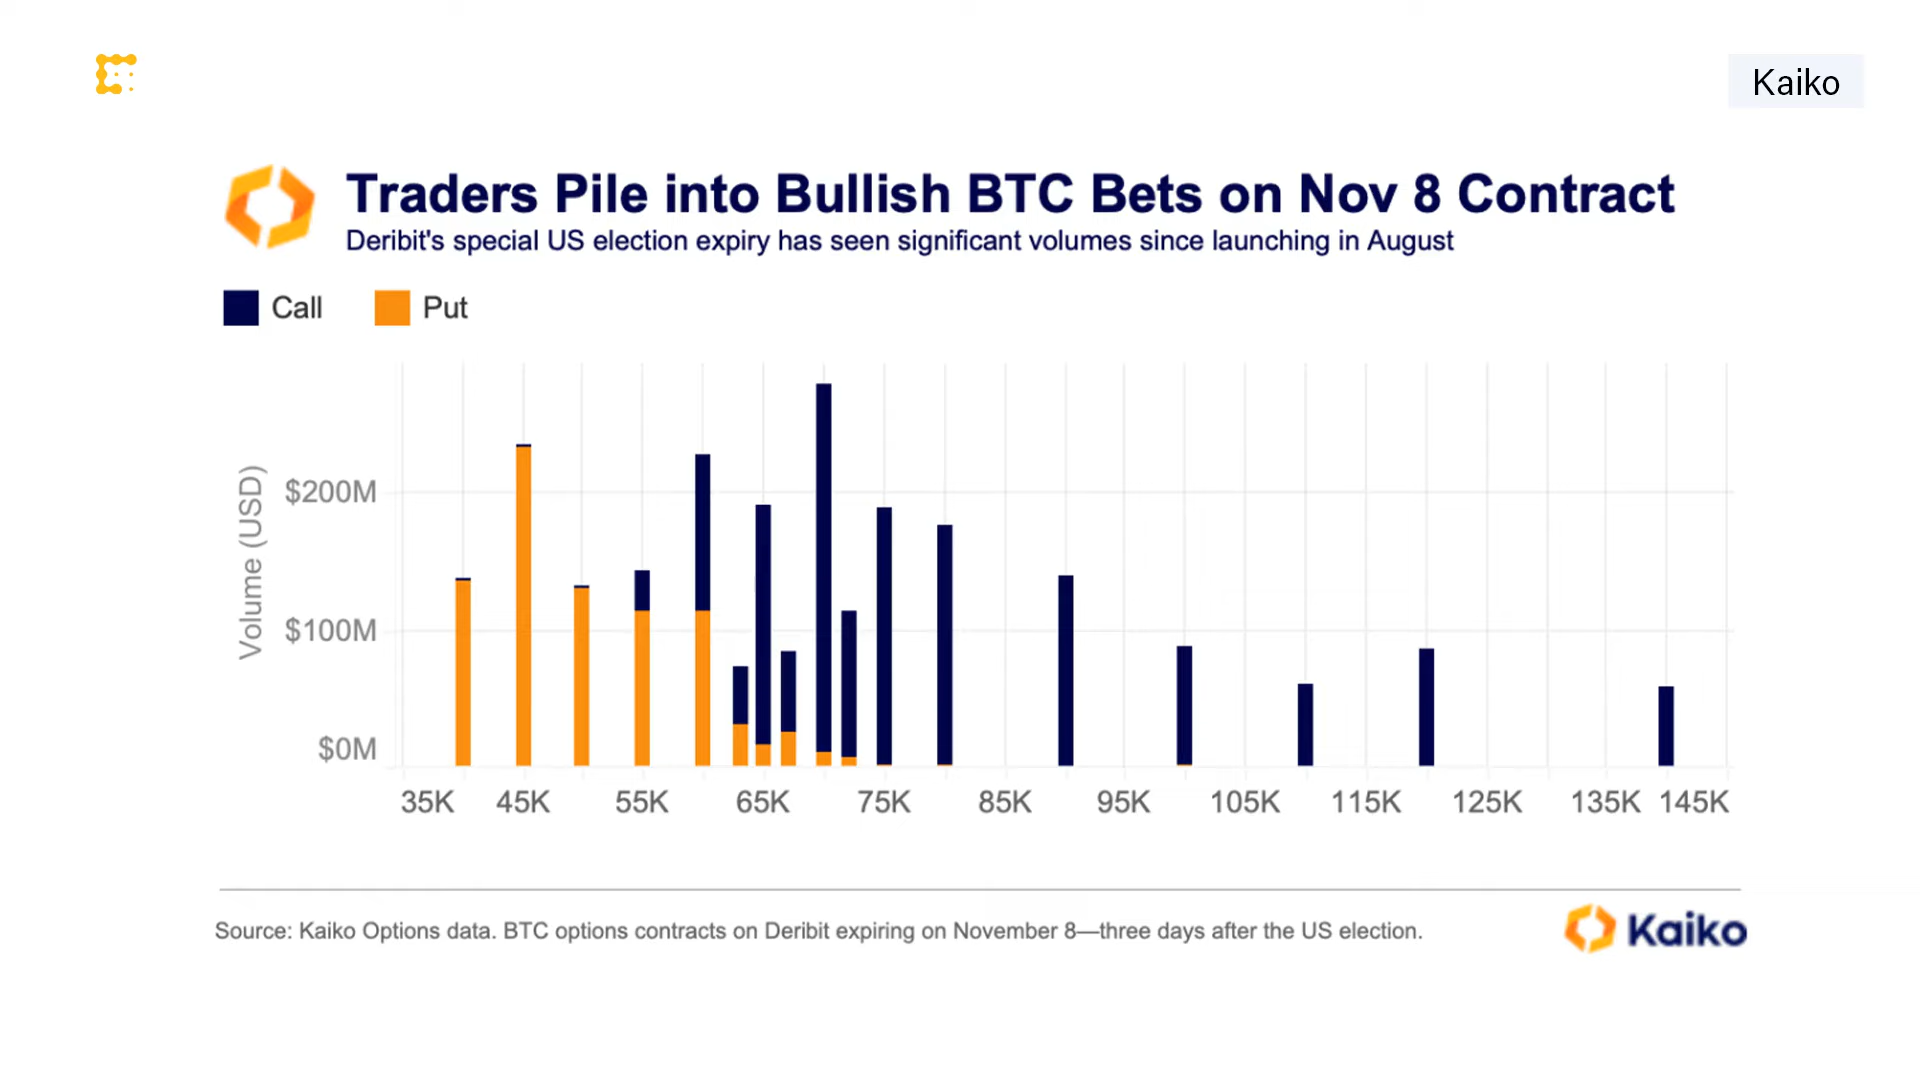 Kaiko
Traders Pile into Bullish BTC Bets on Nov 8 Contract
Deribit's special US election expiry has seen significant volumes since launching in August
Call Put
Volume (USD)
$200M
$100M
$0M
35K 45K 55K 65K 75K 85K 95K 105K 115K 125K 135K 145K
Source: Kaiko Options data. BTC options contracts on Deribit expiring on November 8—three days after the US election.
Kaiko